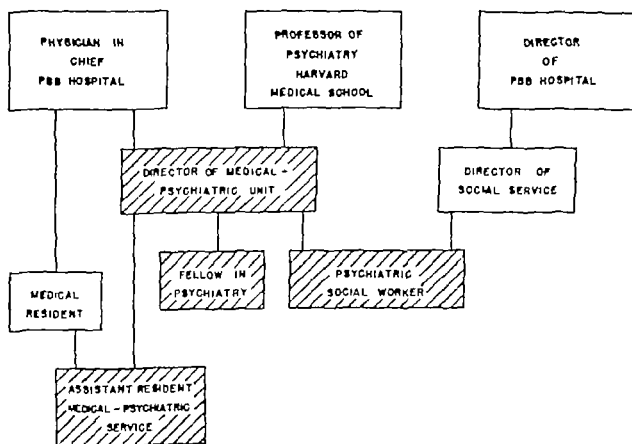 PHYSICIAN IN
CHIEF
PBB HOSPITAL
PROFESSOR OF
PSYCHIATRY
HARVARD
MEDICAL SCHOOL
DIRECTOR
OF
PBB HOSPITAL
DIRECTOR OF MEDICAL-
PSYCHIATRIC UNIT
DIRECTOR OF
SOCIAL SERVICE
FELLOW IN
PSYCHIATRY
PSYCHIATRIC
SOCIAL WORKER
MEDICAL
RESIDENT
ASSISTANT RESIDENT
MEDICAL-PSYCHIATRIC
SERVICE